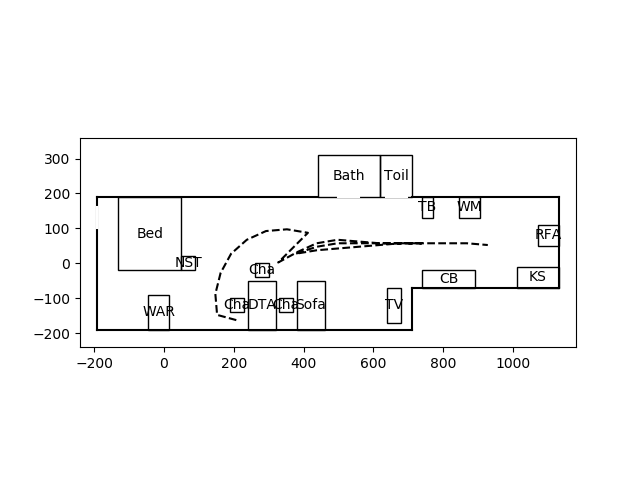 300
200
100
0
−100
−200
−200
0
200
400
600
800
1000
Bath
Toil
TB
WM
Bed
RFA
NST
Cha
CB
KS
WAR
Cha
DTA
Cha
Sofa
TV